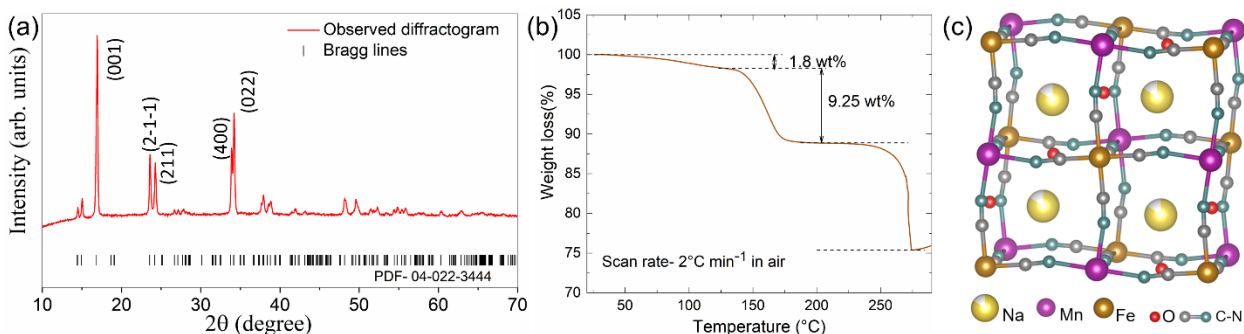 (a)
Observed diffractogram
Bragg lines
Intensity (arb. units)
(001)
(2-1-1)
(211)
(400)
(022)
PDF- 04-022-3444
10 20 30 40 50 60 70
2θ (degree)
(b)
Weight loss(%)
105
100
95
90
85
80
75
70
1.8 wt%
9.25 wt%
Scan rate- 2°C min⁻¹ in air
50 100 150 200 250
Temperature (°C)
(c)
Na Mn Fe O C-N